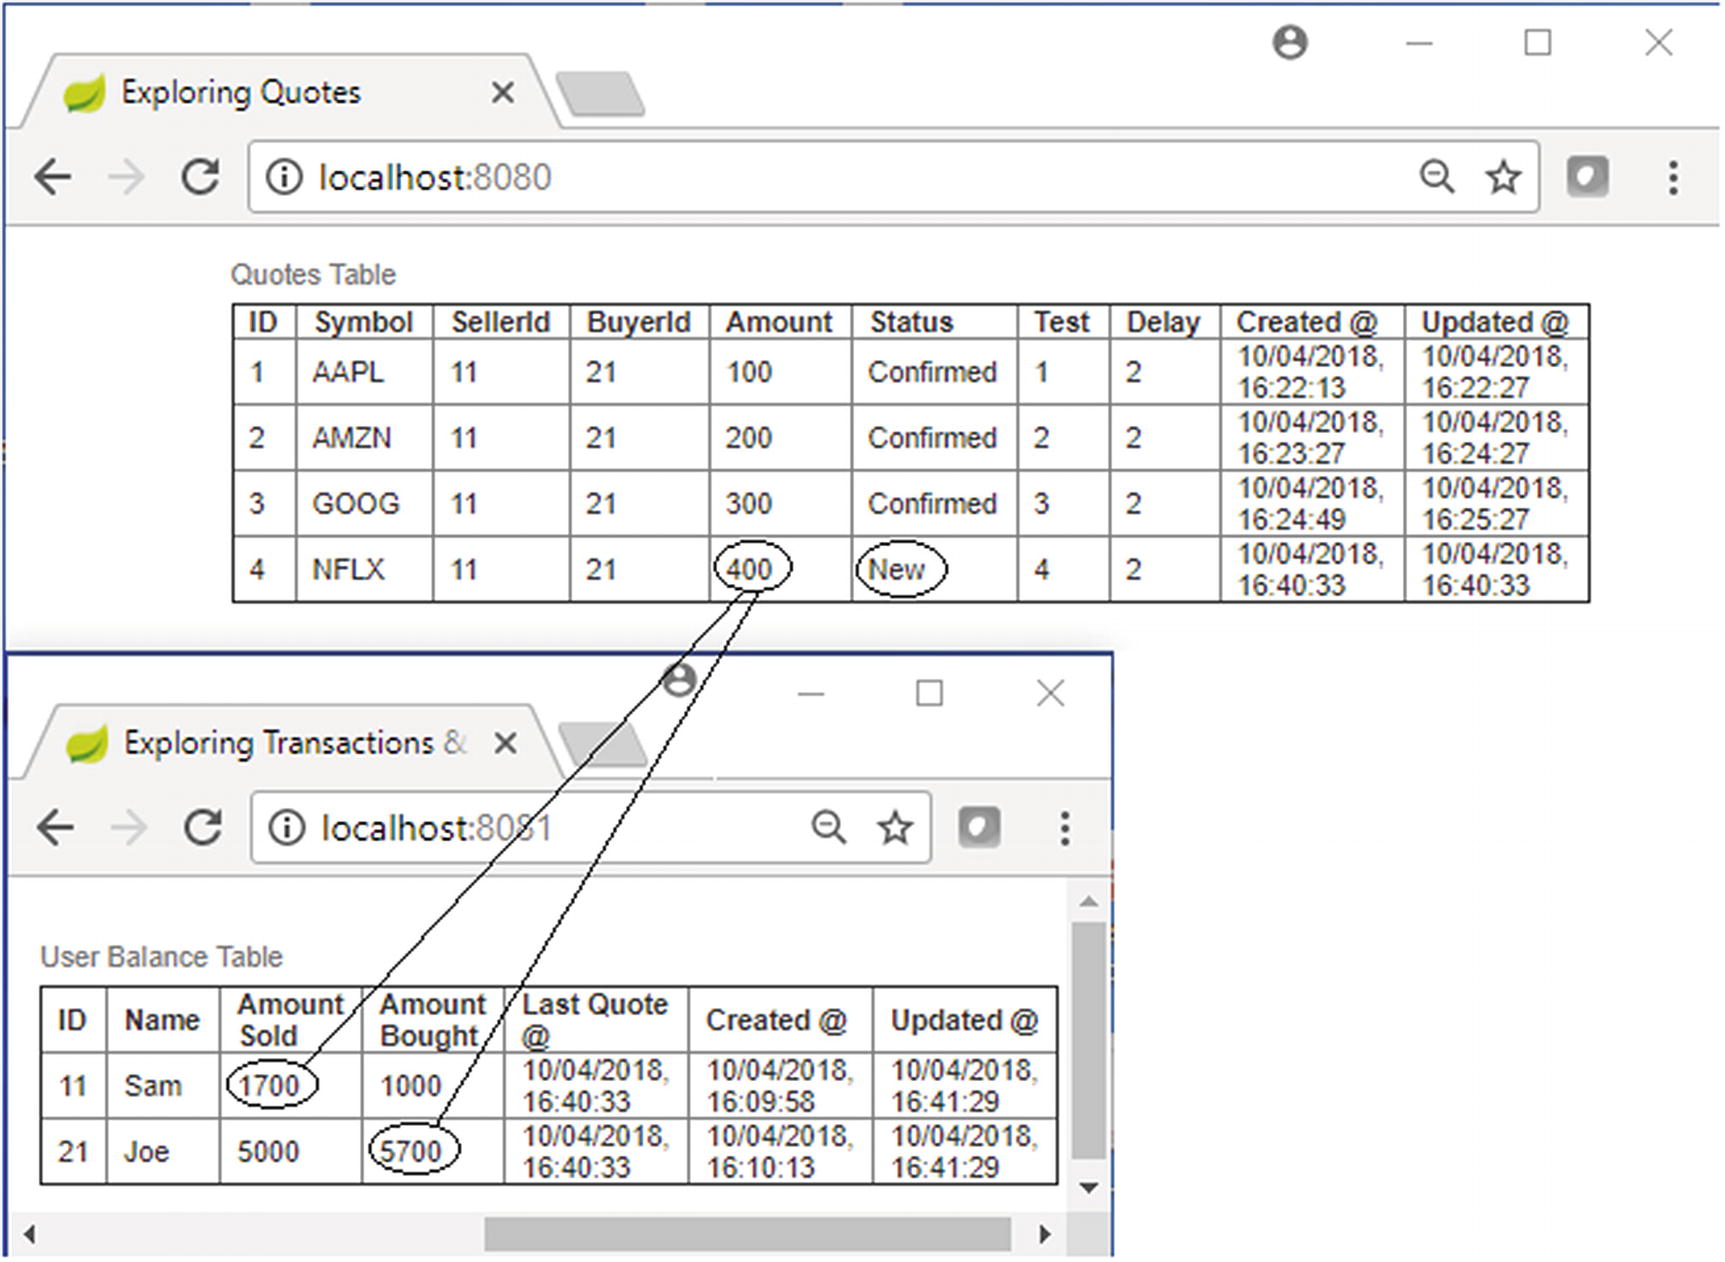 Exploring Quotes
localhost:8080
Quotes Table
ID Symbol SellerId BuyerId Amount Status Test Delay Created @ Updated @
1 AAPL 11 21 100 Confirmed 1 2 10/04/2018, 16:22:13 10/04/2018, 16:22:27
2 AMZN 11 21 200 Confirmed 2 2 10/04/2018, 16:23:27 10/04/2018, 16:24:27
3 GOOG 11 21 300 Confirmed 3 2 10/04/2018, 16:24:49 10/04/2018, 16:25:27
4 NFLX 11 21 400 New 4 2 10/04/2018, 16:40:33 10/04/2018, 16:40:33
Exploring Transactions &
localhost:8081
User Balance Table
ID Name Amount Sold Amount Bought Last Quote @ Created @ Updated @
11 Sam 1700 1000 10/04/2018, 16:40:33 10/04/2018, 16:09:58 10/04/2018, 16:41:29
21 Joe 5000 5700 10/04/2018, 16:40:33 10/04/2018, 16:10:13 10/04/2018, 16:41:29